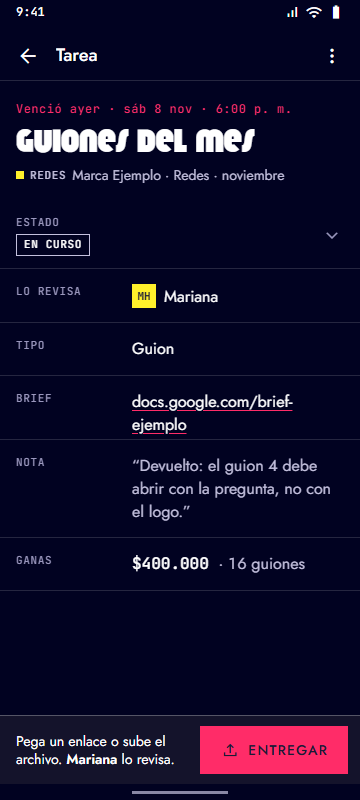 9:41
Tarea
Venció ayer · sáb 8 nov · 6:00 p. m.
Guiones del mes
REDES Marca Ejemplo · Redes · noviembre
ESTADO
EN CURSO
LO REVISA
MH Mariana
TIPO
Guion
BRIEF
docs.google.com/brief-
ejemplo
NOTA
“Devuelto: el guion 4 debe
abrir con la pregunta, no con
el logo.”
GANAS
$400.000 · 16 guiones
Pega un enlace o sube el
archivo. Mariana lo revisa.
ENTREGAR